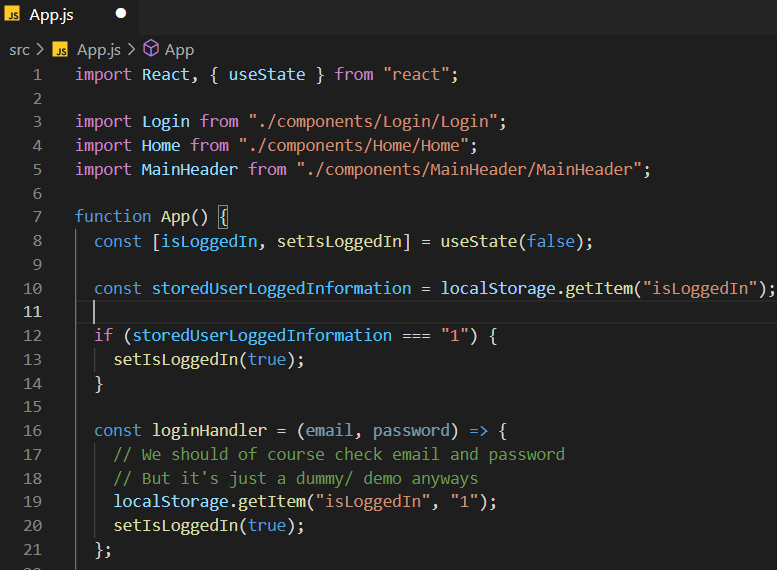 JS App.js
src > JS App.js > App
1 import React, { useState } from "react";
2
3 import Login from "./components/Login/Login";
4 import Home from "./components/Home/Home";
5 import MainHeader from "./components/MainHeader/MainHeader";
6
7 function App() {
8 const [isLoggedIn, setIsLoggedIn] = useState(false);
9
10 const storedUserLoggedInformation = localStorage.getItem("isLoggedIn");
11
12 if (storedUserLoggedInformation === "1") {
13 setIsLoggedIn(true);
14 }
15
16 const loginHandler = (email, password) => {
17 // We should of course check email and password
18 // But it's just a dummy/ demo anyways
19 localStorage.getItem("isLoggedIn", "1");
20 setIsLoggedIn(true);
21 };